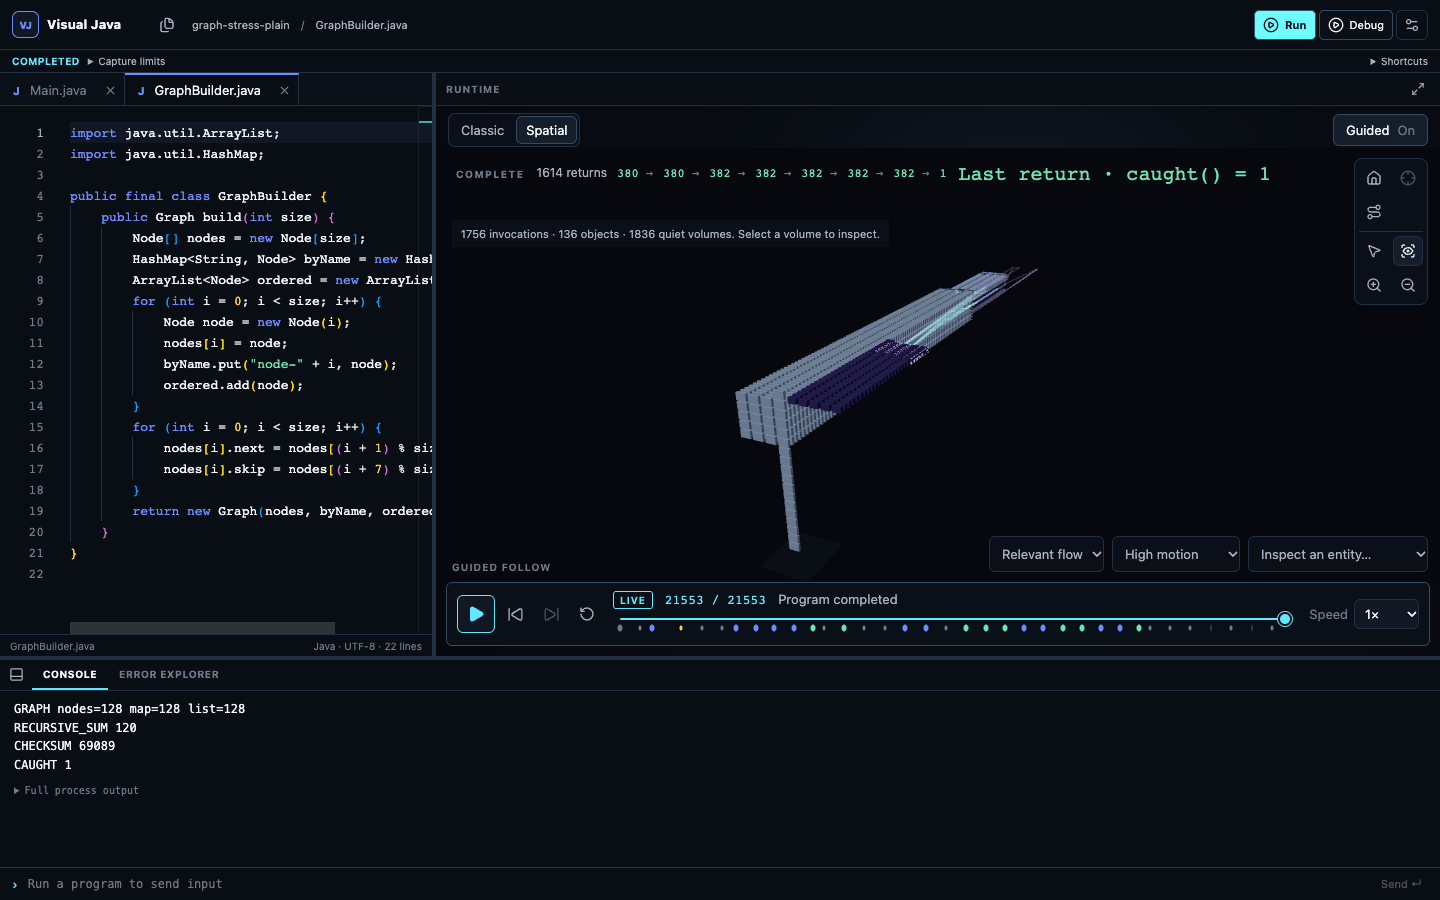 VJ Visual Java graph-stress-plain / GraphBuilder.java Run Debug
COMPLETED Capture limits Shortcuts
J Main.java J GraphBuilder.java
RUNTIME
Classic Spatial Guided On
COMPLETE 1614 returns 380 → 380 → 382 → 382 → 382 → 382 → 382 → 1 Last return · caught() = 1
1756 invocations · 136 objects · 1836 quiet volumes. Select a volume to inspect.
1 import java.util.ArrayList;
2 import java.util.HashMap;
3
4 public final class GraphBuilder {
5 public Graph build(int size) {
6 Node[] nodes = new Node[size];
7 HashMap<String, Node> byName = new Hash
8 ArrayList<Node> ordered = new ArrayList
9 for (int i = 0; i < size; i++) {
10 Node node = new Node(i);
11 nodes[i] = node;
12 byName.put("node-" + i, node);
13 ordered.add(node);
14 }
15 for (int i = 0; i < size; i++) {
16 nodes[i].next = nodes[(i + 1) % siz
17 nodes[i].skip = nodes[(i + 7) % siz
18 }
19 return new Graph(nodes, byName, ordered
20 }
21 }
22
GraphBuilder.java Java · UTF-8 · 22 lines
Relevant flow High motion Inspect an entity...
GUIDED FOLLOW
LIVE 21553 / 21553 Program completed
Speed 1×
CONSOLE ERROR EXPLORER
GRAPH nodes=128 map=128 list=128
RECURSIVE_SUM 120
CHECKSUM 69089
CAUGHT 1
Full process output
› Run a program to send input Send ↵